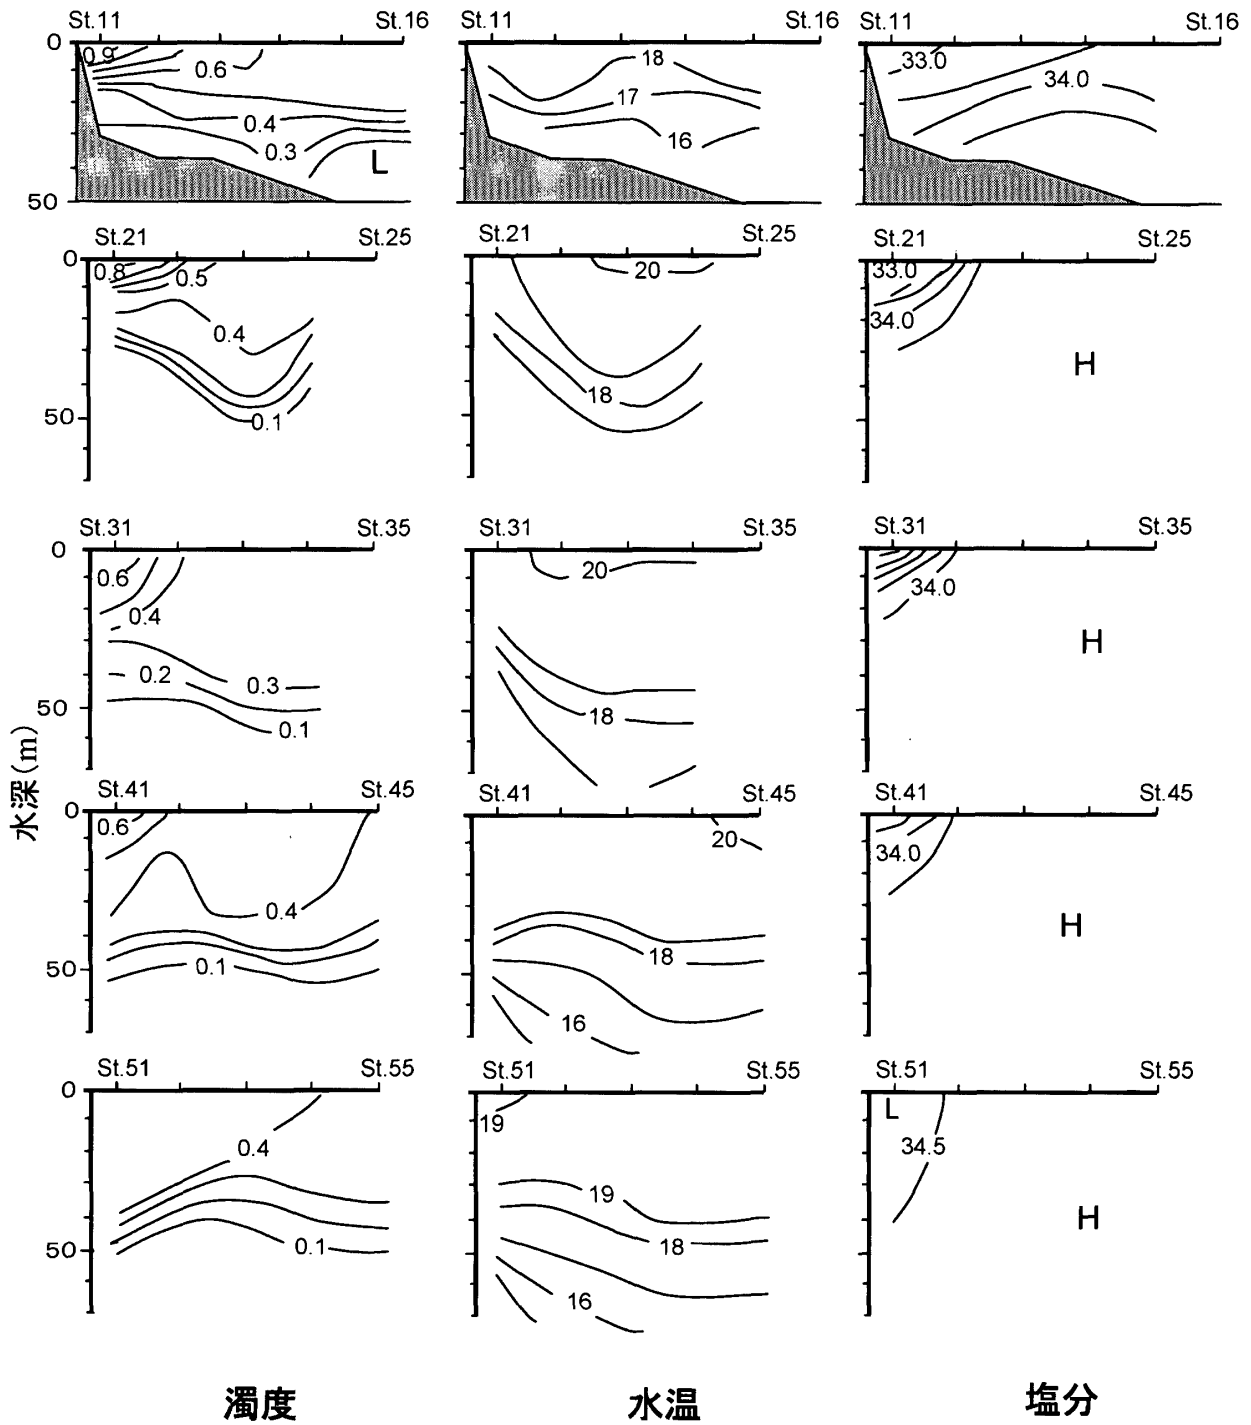 St.11 St.16 St.11 St.16 St.11 St.16
0 0.9 0.6 18 33.0 34.0
17
0.4 16
0.3 L
50
St.21 St.25 St.21 St.25 St.21 St.25
0 0.8 0.5 20 33.0
0.4 34.0
H
18
50 0.1
St.31 St.35 St.31 St.35 St.31 St.35
0 0.6 20 34.0
0.4
H
0.2 0.3
50 0.1 18
水深(m)
St.41 St.45 St.41 St.45 St.41 St.45
0 0.6 20 34.0
0.4 H
50 0.1 18
16
St.51 St.55 St.51 St.55 St.51 St.55
0 19 L
0.4 34.5
19 H
50 0.1 18
16
濁度 水温 塩分